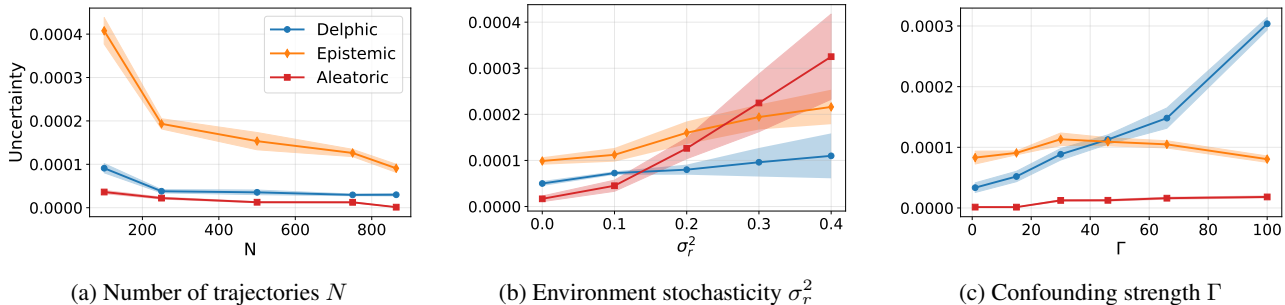 Uncertainty
0.0004
0.0003
0.0002
0.0001
0.0000
200 400 600 800
N
Delphic
Epistemic
Aleatoric
(a) Number of trajectories N
0.0004
0.0003
0.0002
0.0001
0.0000
0.0 0.1 0.2 0.3 0.4
σ_r^2
(b) Environment stochasticity σ_r^2
0.0003
0.0002
0.0001
0.0000
0 20 40 60 80 100
Γ
(c) Confounding strength Γ